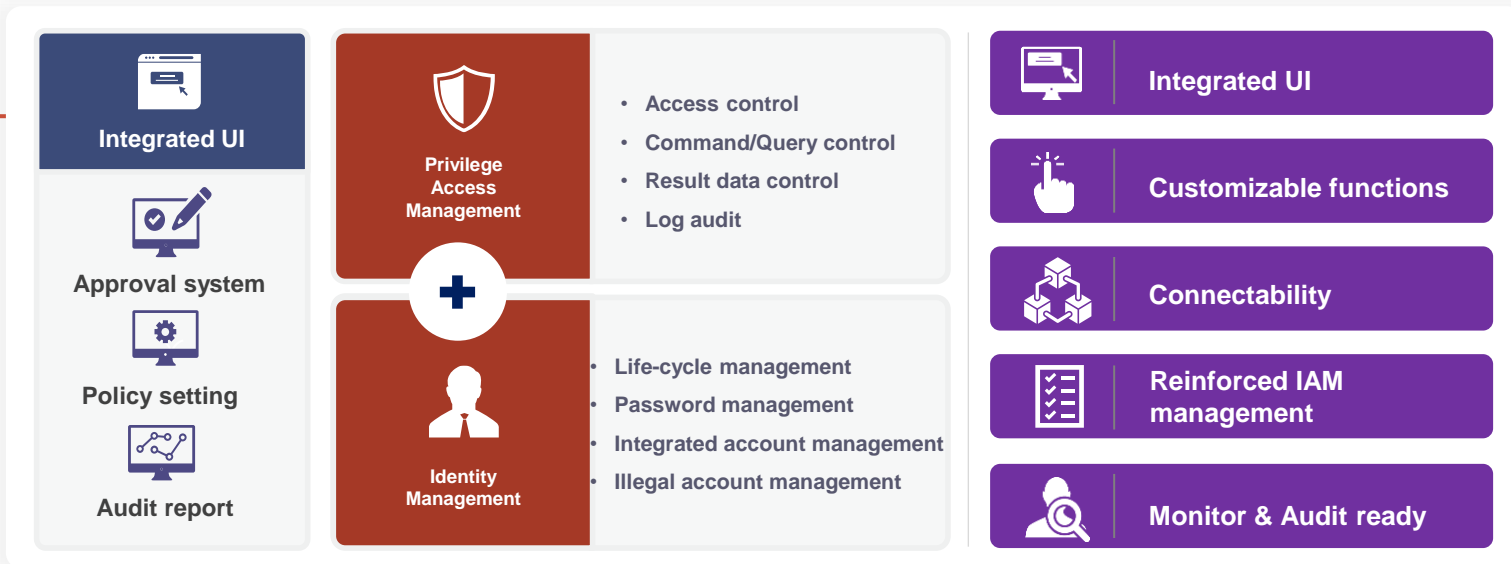 Integrated UI
Approval system
Policy setting
Audit report
Privilege
Access
Management
• Access control
• Command/Query control
• Result data control
• Log audit
Identity
Management
• Life-cycle management
• Password management
• Integrated account management
• Illegal account management
Integrated UI
Customizable functions
Connectability
Reinforced IAM
management
Monitor & Audit ready